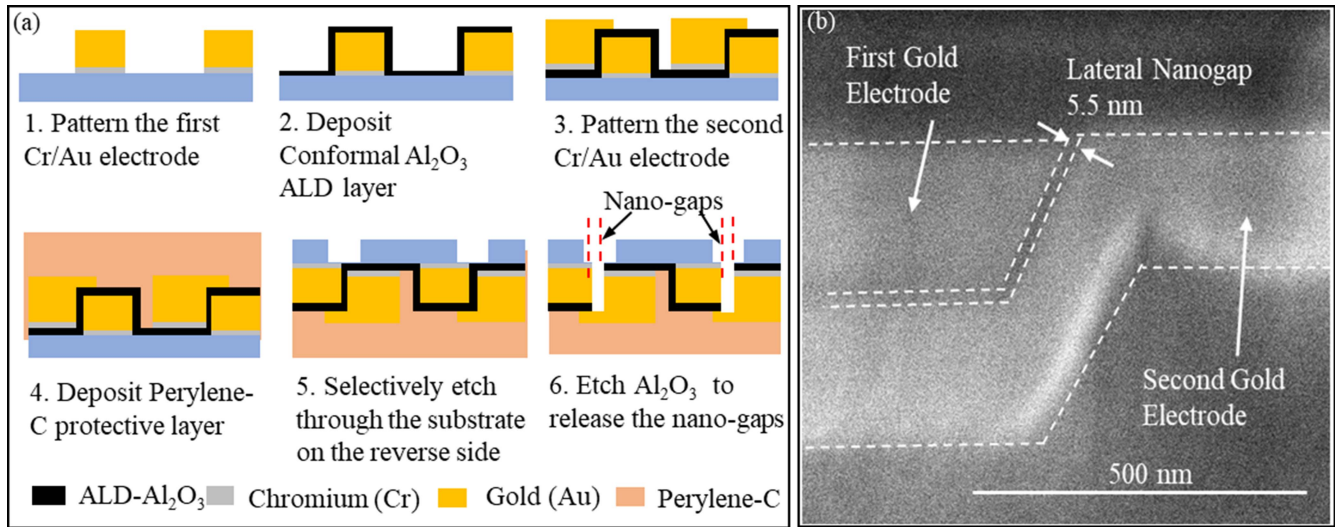 (a)
1. Pattern the first
Cr/Au electrode
2. Deposit
Conformal Al₂O₃
ALD layer
3. Pattern the second
Cr/Au electrode
Nano-gaps
4. Deposit Perylene-
C protective layer
5. Selectively etch
through the substrate
on the reverse side
6. Etch Al₂O₃ to
release the nano-gaps
ALD-Al₂O₃
Chromium (Cr)
Gold (Au)
Perylene-C
(b)
First Gold
Electrode
Lateral Nanogap
5.5 nm
Second Gold
Electrode
500 nm